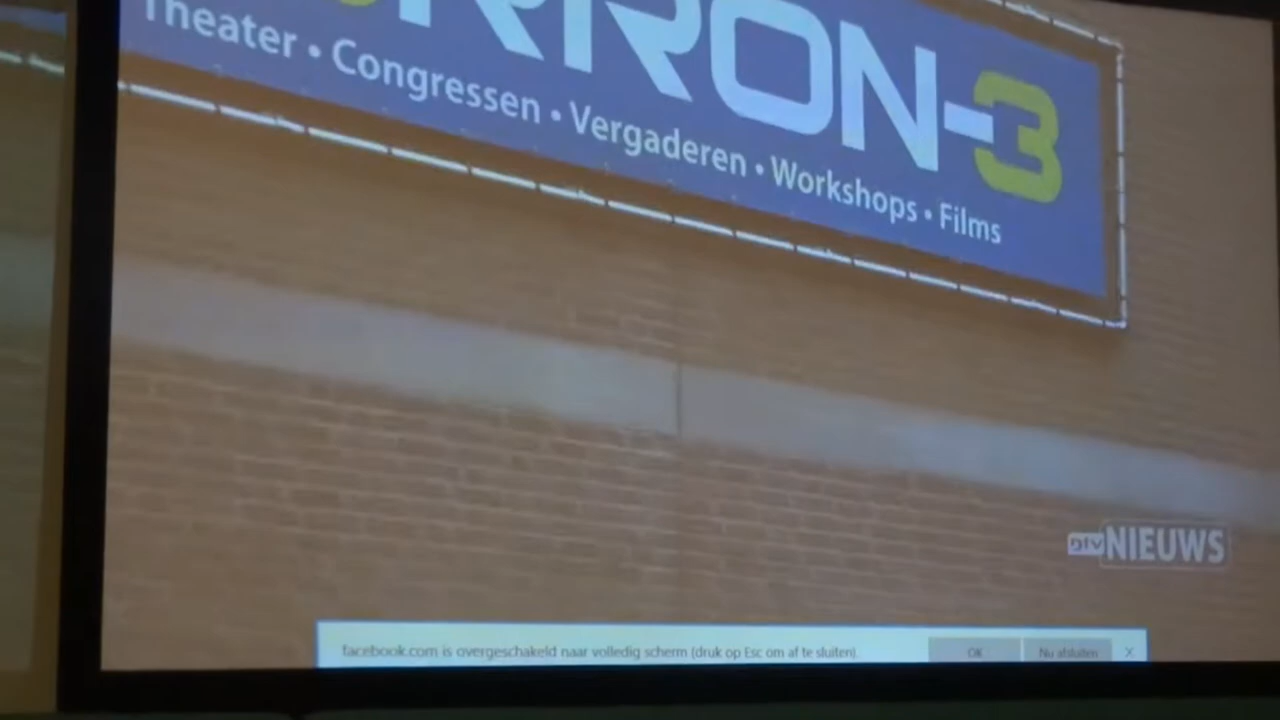 RRON-3
Theater • Congressen • Vergaderen • Workshops • Films
dtv NIEUWS
facebook.com is overgeschakeld naar volledig scherm (druk op Esc om af te sluiten).
OK
Nu afsluiten
X